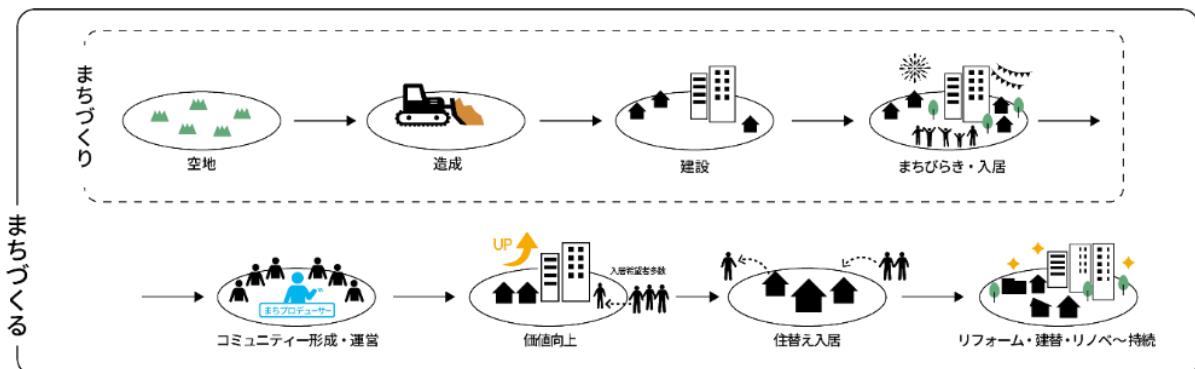 まちづくる
まちづくり
空地
造成
建設
まちびらき・入居
まちプロデューサー
コミュニティー形成・運営
UP
入居希望者多数
価値向上
住替え入居
リフォーム・建替・リノベ～持続